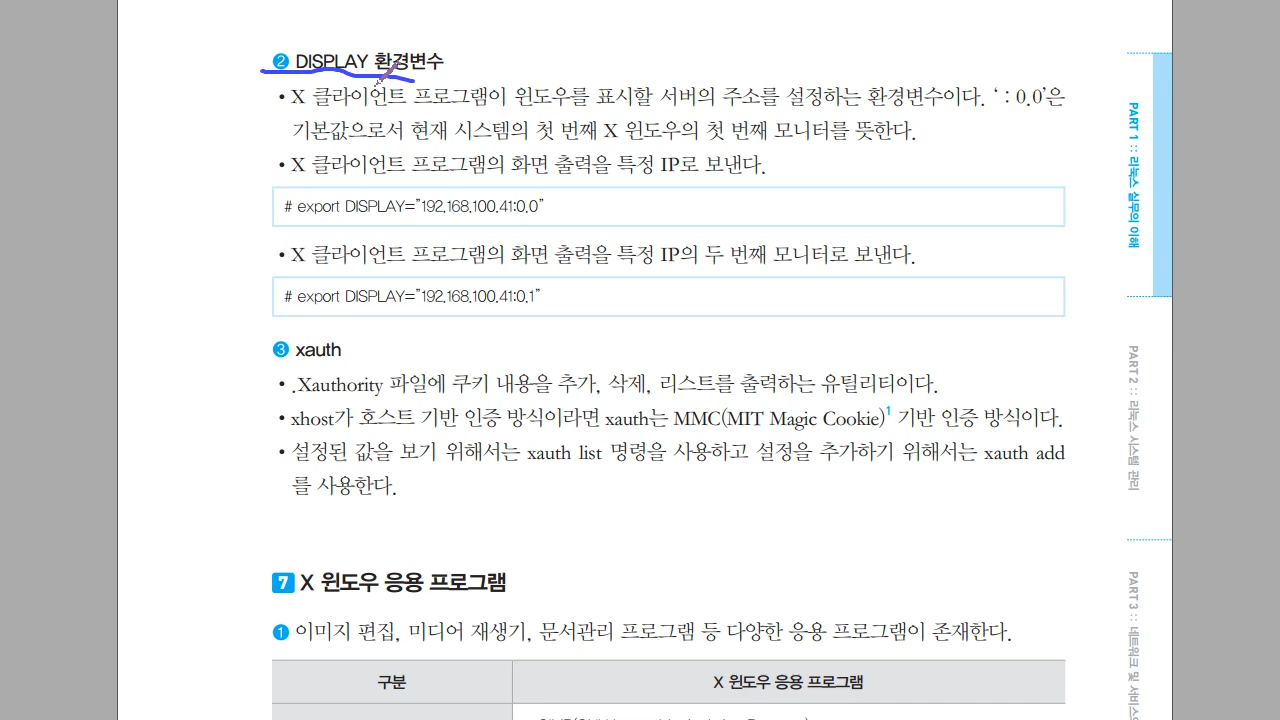 ❷ DISPLAY 환경변수
• X 클라이언트 프로그램이 윈도우를 표시할 서버의 주소를 설정하는 환경변수이다. ‘ : 0.0’은
기본값으로서 현재 시스템의 첫 번째 X 윈도우의 첫 번째 모니터를 뜻한다.
• X 클라이언트 프로그램의 화면 출력을 특정 IP로 보낸다.
# export DISPLAY=”192.168.100.41:0.0”
• X 클라이언트 프로그램의 화면 출력을 특정 IP의 두 번째 모니터로 보낸다.
# export DISPLAY=”192.168.100.41:0.1”
❸ xauth
• .Xauthority 파일에 쿠키 내용을 추가, 삭제, 리스트를 출력하는 유틸리티이다.
• xhost가 호스트 기반 인증 방식이라면 xauth는 MMC(MIT Magic Cookie)1 기반 인증 방식이다.
• 설정된 값을 보기 위해서는 xauth list 명령을 사용하고 설정을 추가하기 위해서는 xauth add
를 사용한다.
7 X 윈도우 응용 프로그램
❶ 이미지 편집, 미디어 재생기, 문서관리 프로그램 등 다양한 응용 프로그램이 존재한다.
구분 X 윈도우 응용 프로그램
PART 1 :: 리눅스 실무의 이해
PART 2 :: 리눅스 시스템 관리
PART 3 :: 네트워크 및 서비스